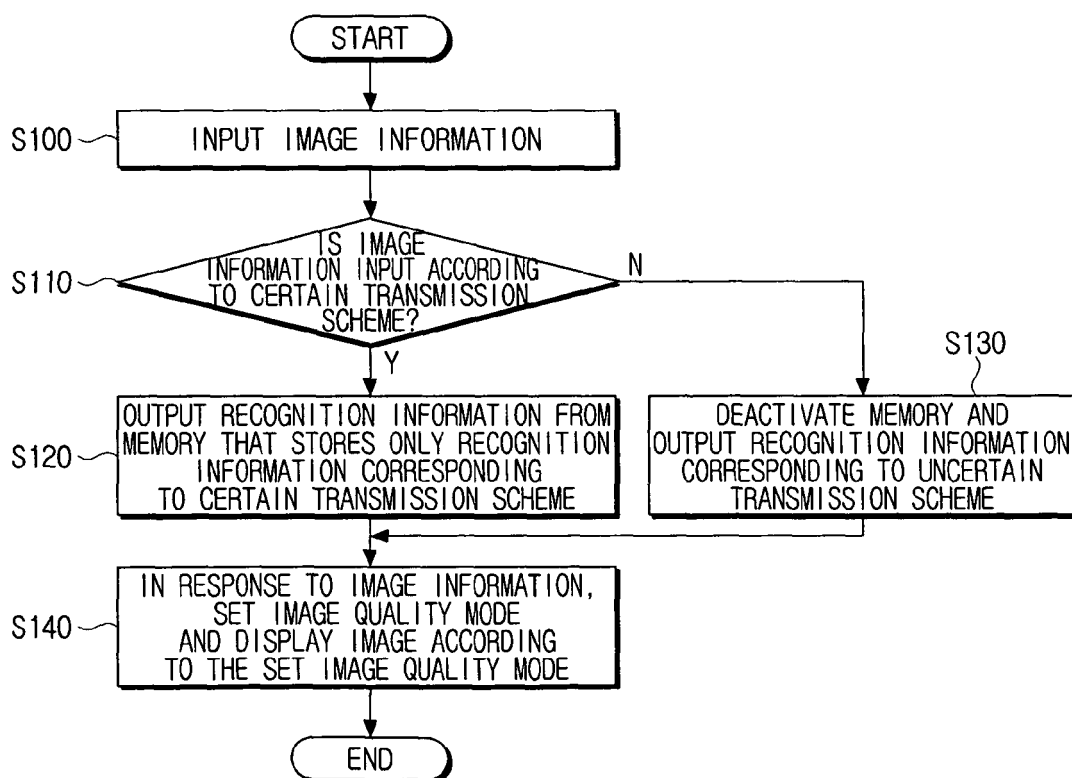 START
S100
INPUT IMAGE INFORMATION
S110
IS IMAGE
INFORMATION INPUT ACCORDING
TO CERTAIN TRANSMISSION
SCHEME?
N
Y
S130
S120
OUTPUT RECOGNITION INFORMATION FROM
MEMORY THAT STORES ONLY RECOGNITION
INFORMATION CORRESPONDING
TO CERTAIN TRANSMISSION SCHEME
DEACTIVATE MEMORY AND
OUTPUT RECOGNITION INFORMATION
CORRESPONDING TO UNCERTAIN
TRANSMISSION SCHEME
S140
IN RESPONSE TO IMAGE INFORMATION,
SET IMAGE QUALITY MODE
AND DISPLAY IMAGE ACCORDING
TO THE SET IMAGE QUALITY MODE
END